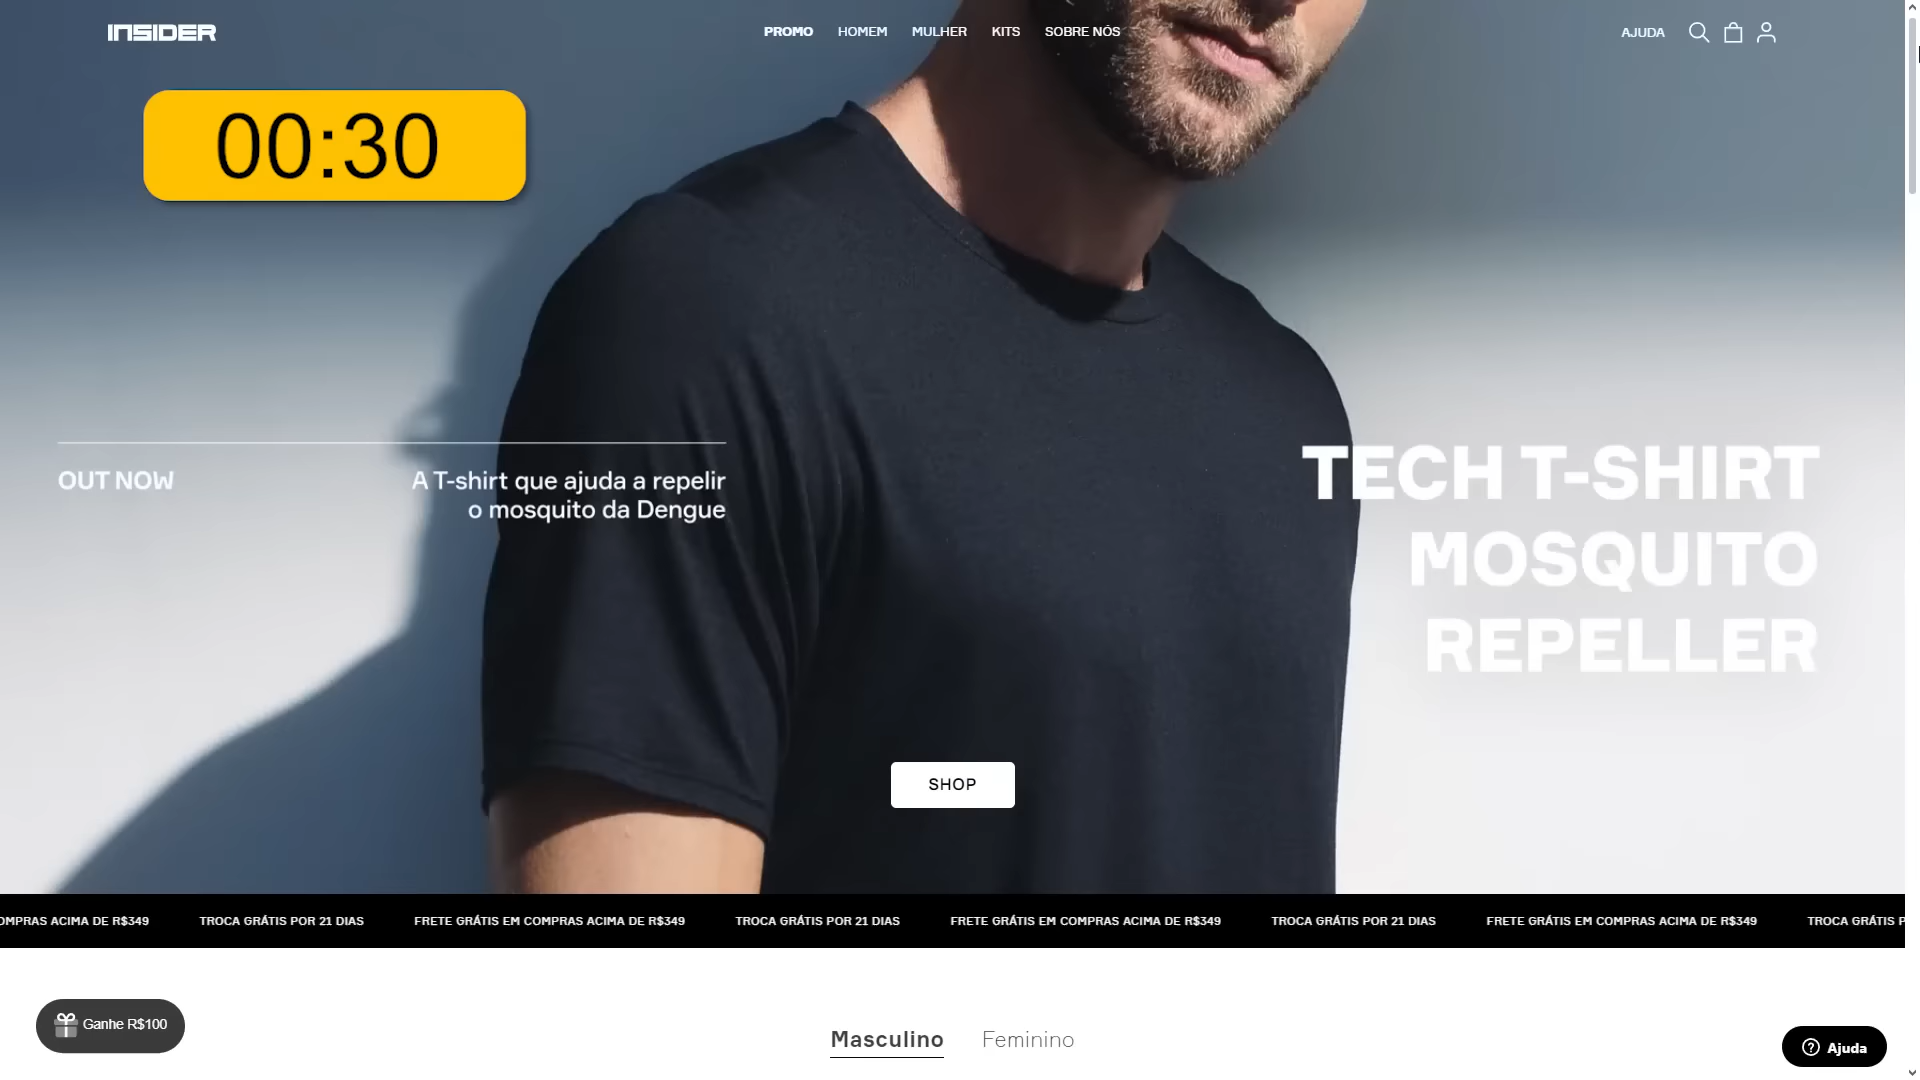 INSIDER
PROMO HOMEM MULHER KITS SOBRE NÓS
AJUDA
00:30
OUT NOW
A T-shirt que ajuda a repelir
o mosquito da Dengue
TECH T-SHIRT
MOSQUITO
REPELLER
SHOP
OMPRAS ACIMA DE R$349 TROCA GRÁTIS POR 21 DIAS FRETE GRÁTIS EM COMPRAS ACIMA DE R$349 TROCA GRÁTIS POR 21 DIAS FRETE GRÁTIS EM COMPRAS ACIMA DE R$349 TROCA GRÁTIS POR 21 DIAS FRETE GRÁTIS EM COMPRAS ACIMA DE R$349 TROCA GRÁTIS P
Ganhe R$100
Masculino Feminino
Ajuda